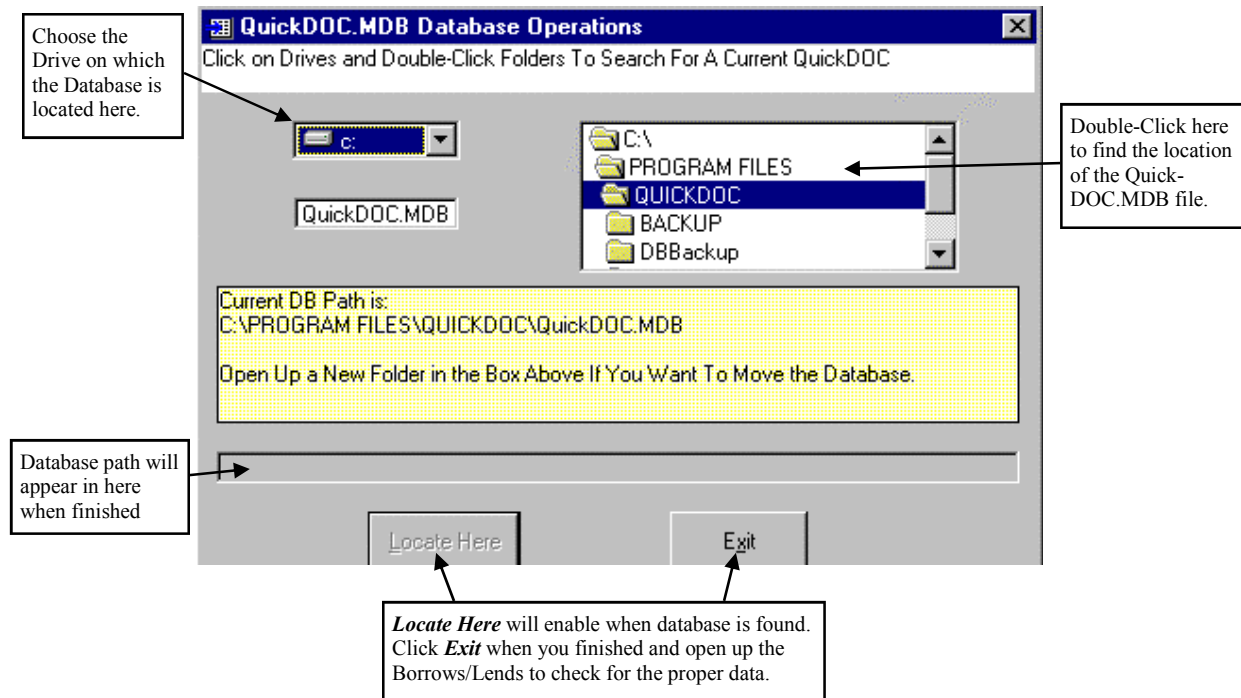 Choose the
Drive on which
the Database is
located here.
QuickDOC.MDB Database Operations
Click on Drives and Double-Click Folders To Search For A Current QuickDOC
c:
QuickDOC.MDB
C:\
PROGRAM FILES
QUICKDOC
BACKUP
DBBackup
Double-Click here
to find the location
of the Quick-
DOC.MDB file.
Current DB Path is:
C:\PROGRAM FILES\QUICKDOC\QuickDOC.MDB
Open Up a New Folder in the Box Above If You Want To Move the Database.
Database path will
appear in here
when finished
Locate Here
Exit
Locate Here will enable when database is found.
Click Exit when you finished and open up the
Borrows/Lends to check for the proper data.